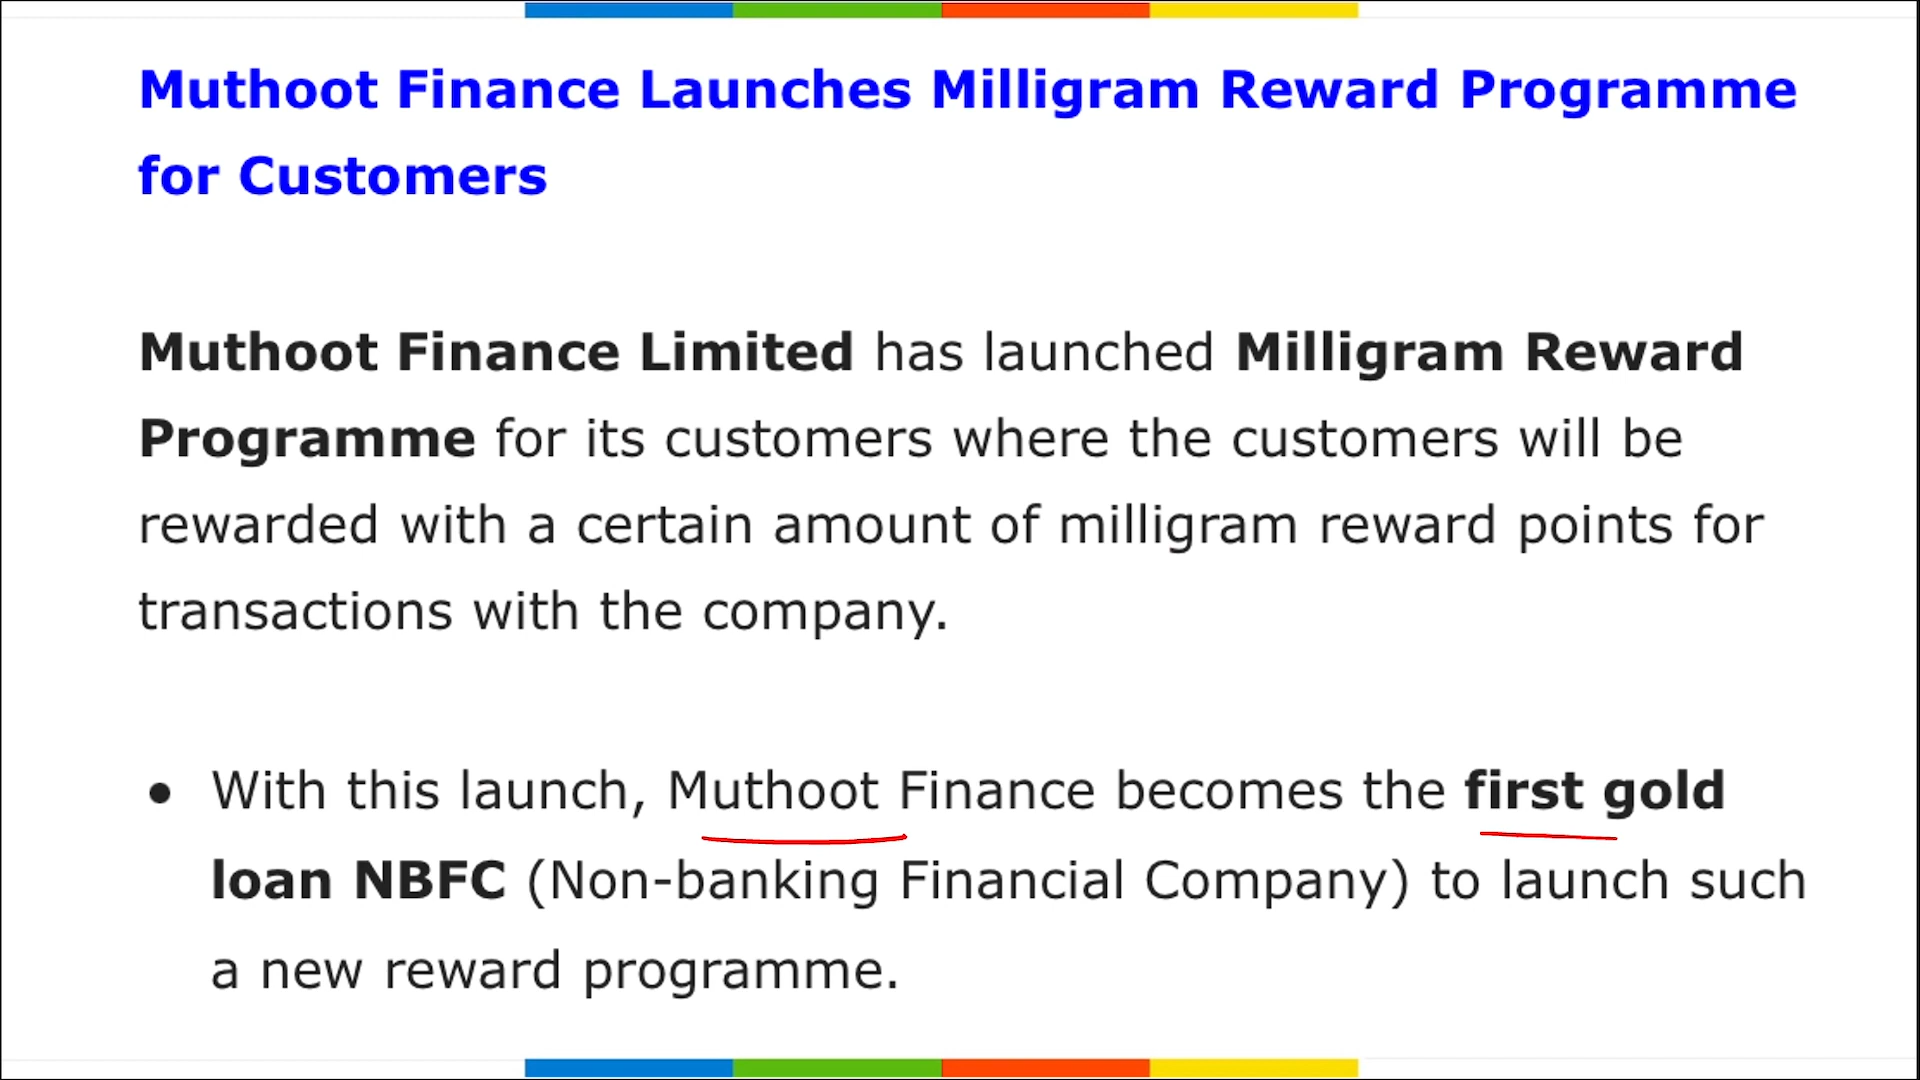 Muthoot Finance Launches Milligram Reward Programme
for Customers
Muthoot Finance Limited has launched Milligram Reward
Programme for its customers where the customers will be
rewarded with a certain amount of milligram reward points for
transactions with the company.
● With this launch, Muthoot Finance becomes the first gold
loan NBFC (Non-banking Financial Company) to launch such
a new reward programme.